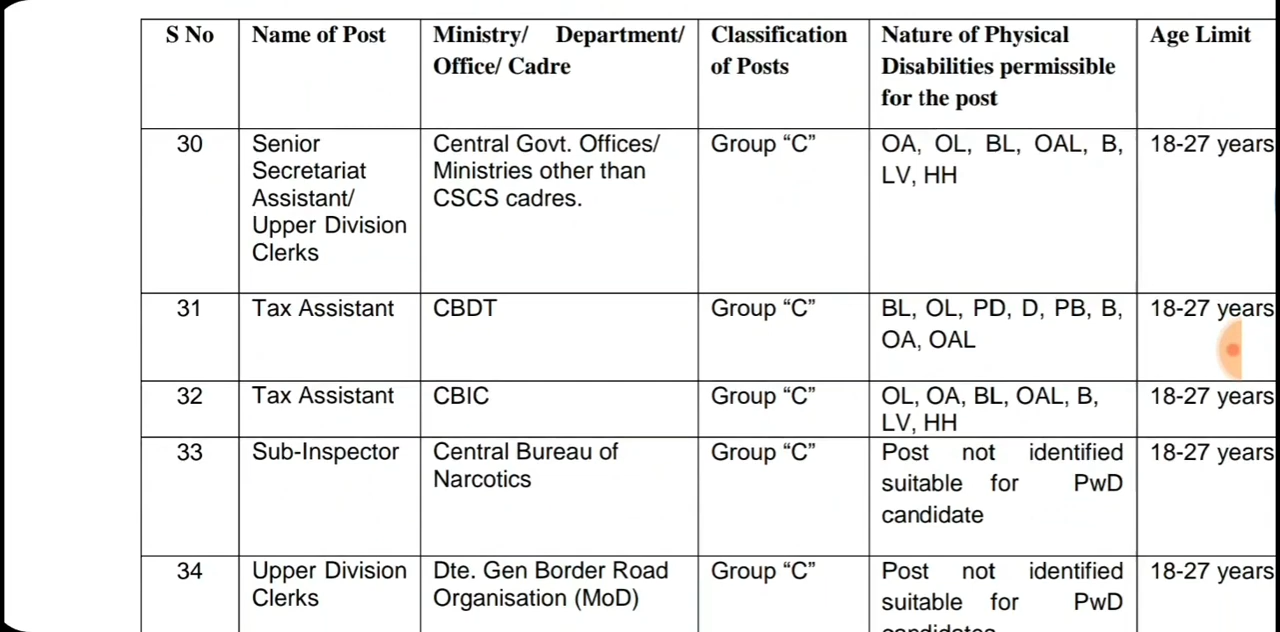 S No Name of Post Ministry/ Department/ Office/ Cadre Classification of Posts Nature of Physical Disabilities permissible for the post Age Limit
30 Senior Secretariat Assistant/ Upper Division Clerks Central Govt. Offices/ Ministries other than CSCS cadres. Group “C” OA, OL, BL, OAL, B, LV, HH 18-27 years
31 Tax Assistant CBDT Group “C” BL, OL, PD, D, PB, B, OA, OAL 18-27 years
32 Tax Assistant CBIC Group “C” OL, OA, BL, OAL, B, LV, HH 18-27 years
33 Sub-Inspector Central Bureau of Narcotics Group “C” Post not identified suitable for PwD candidate 18-27 years
34 Upper Division Clerks Dte. Gen Border Road Organisation (MoD) Group “C” Post not identified suitable for PwD candidates 18-27 years